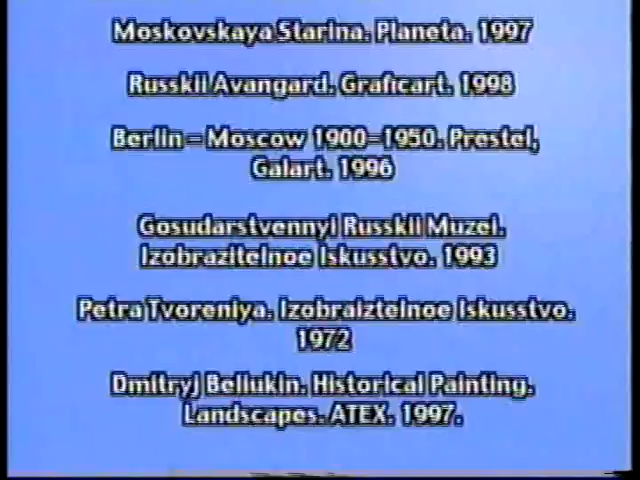 Moskovskaya Starina. Planeta. 1997
Russkii Avangard. Graficart. 1998
Berlin - Moscow 1900-1950. Prestel,
Galart. 1996
Gosudarstvennyi Russkii Muzei.
Izobrazitelnoe Iskusstvo. 1993
Petra Tvoreniya. Izobraiztelnoe Iskusstvo.
1972
Dmitryj Beliukin. Historical Painting.
Landscapes. ATEX. 1997.